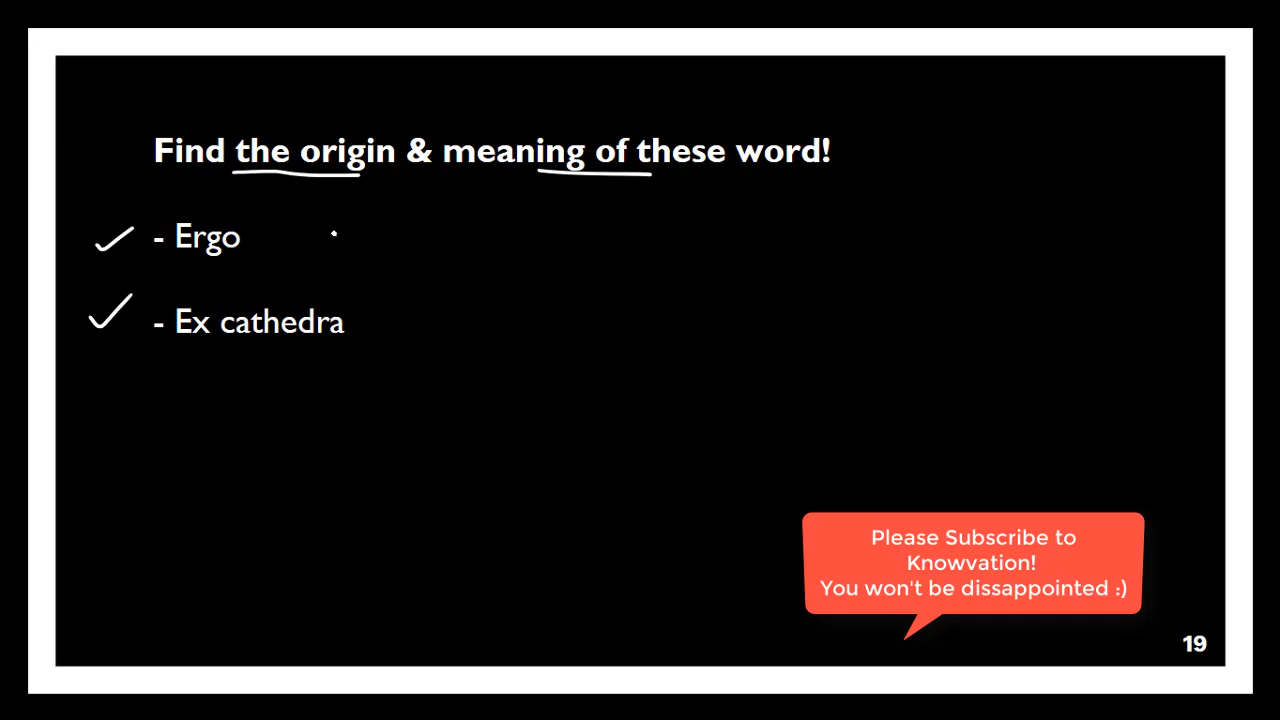 Find the origin & meaning of these word!
- Ergo
- Ex cathedra
Please Subscribe to
Knowvation!
You won't be dissappointed :)
19